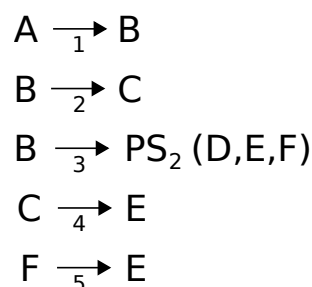 A →1 B
B →2 C
B →3 PS₂ (D,E,F)
C →4 E
F →5 E